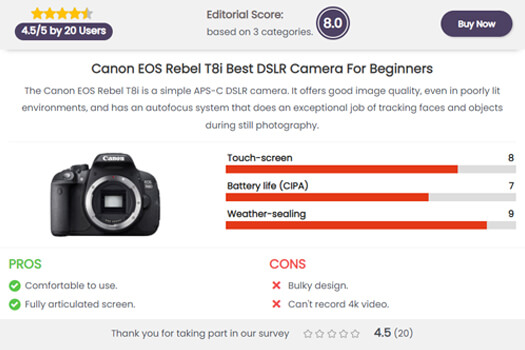 4.5/5 by 20 Users
Editorial Score:
based on 3 categories.
8.0
Buy Now
Canon EOS Rebel T8i Best DSLR Camera For Beginners
The Canon EOS Rebel T8i is a simple APS-C DSLR camera. It offers good image quality, even in poorly lit
environments, and has an autofocus system that does an exceptional job of tracking faces and objects
during still photography.
Canon
Touch-screen 8
Battery life (CIPA) 7
Weather-sealing 9
PROS
Comfortable to use.
Fully articulated screen.
CONS
Bulky design.
Can't record 4k video.
Thank you for taking part in our survey 4.5 (20)